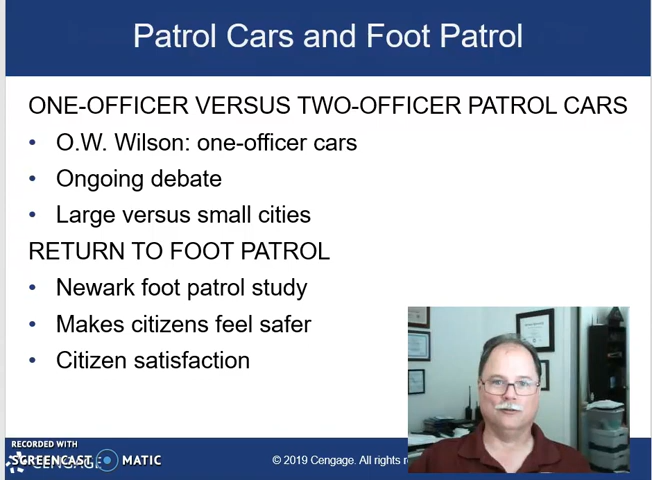 Patrol Cars and Foot Patrol
ONE-OFFICER VERSUS TWO-OFFICER PATROL CARS
• O.W. Wilson: one-officer cars
• Ongoing debate
• Large versus small cities
RETURN TO FOOT PATROL
• Newark foot patrol study
• Makes citizens feel safer
• Citizen satisfaction
RECORDED WITH
SCREENCAST MATIC
CENGAGE
© 2019 Cengage. All rights